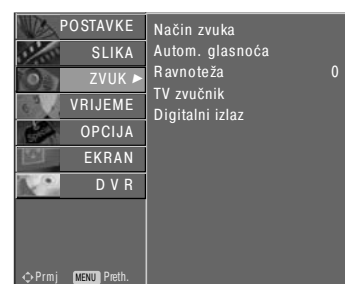 POSTAVKE
SLIKA
ZVUK
VRIJEME
OPCIJA
EKRAN
DVR
Način zvuka
Autom. glasnoća
Ravnoteža 0
TV zvučnik
Digitalni izlaz
Prmj MENU Preth.